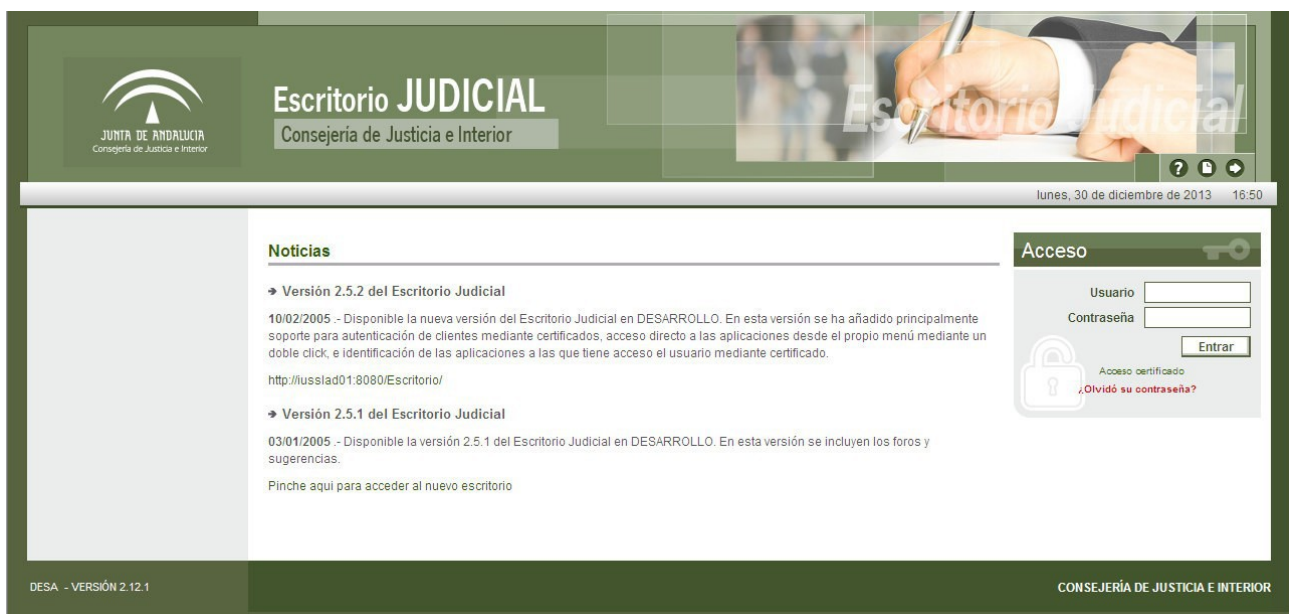 JUNTA DE ANDALUCIA
Consejería de Justicia e Interior
Escritorio JUDICIAL
Consejería de Justicia e Interior
Escritorio Judicial
lunes, 30 de diciembre de 2013 16:50
Noticias
Versión 2.5.2 del Escritorio Judicial
10/02/2005 .- Disponible la nueva versión del Escritorio Judicial en DESARROLLO. En esta versión se ha añadido principalmente
soporte para autenticación de clientes mediante certificados, acceso directo a las aplicaciones desde el propio menú mediante un
doble click, e identificación de las aplicaciones a las que tiene acceso el usuario mediante certificado.
http://iusslad01:8080/Escritorio/
Versión 2.5.1 del Escritorio Judicial
03/01/2005 .- Disponible la versión 2.5.1 del Escritorio Judicial en DESARROLLO. En esta versión se incluyen los foros y
sugerencias.
Pinche aqui para acceder al nuevo escritorio
Acceso
Usuario
Contraseña
Entrar
Acceso certificado
¿Olvidó su contraseña?
DESA - VERSIÓN 2.12.1
CONSEJERÍA DE JUSTICIA E INTERIOR